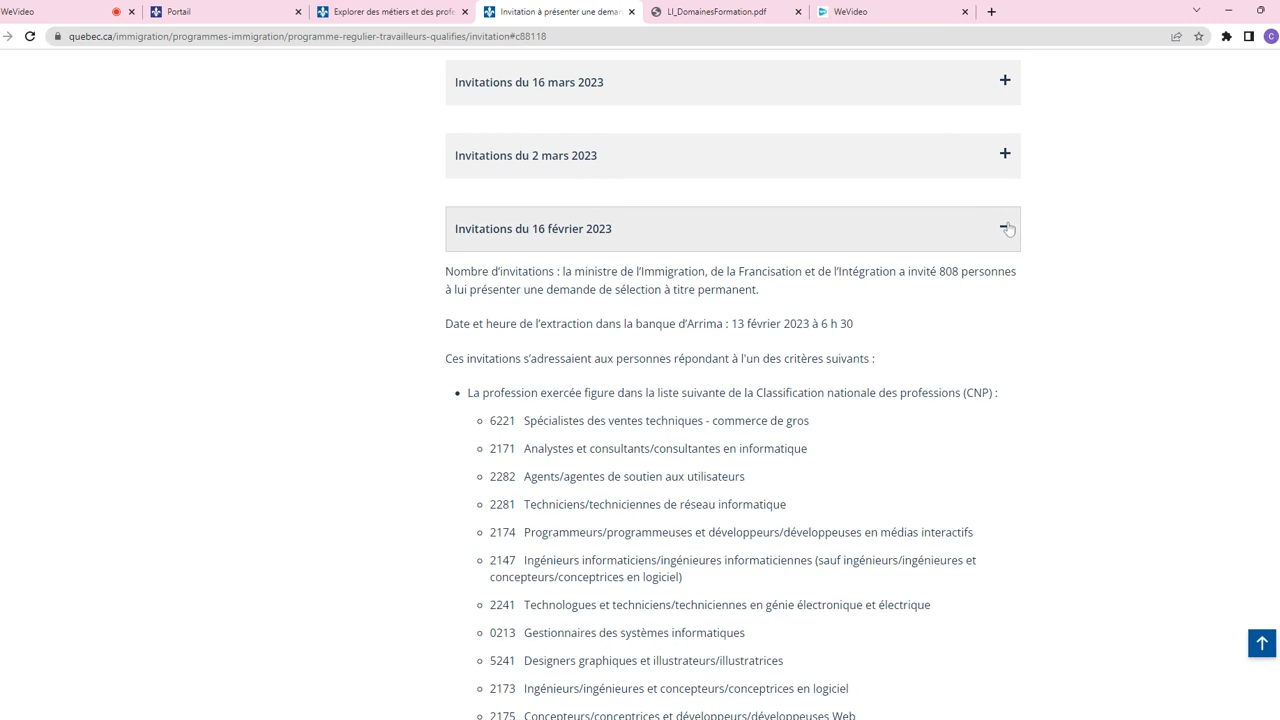 WeVideo
Portail
Explorer des métiers et des profe
Invitation à présenter une dema
LI_DomainesFormation.pdf
WeVideo
quebec.ca/immigration/programmes-immigration/programme-regulier-travailleurs-qualifies/invitation#c88118
C
Invitations du 16 mars 2023
Invitations du 2 mars 2023
Invitations du 16 février 2023
Nombre d’invitations : la ministre de l’Immigration, de la Francisation et de l’Intégration a invité 808 personnes
à lui présenter une demande de sélection à titre permanent.
Date et heure de l’extraction dans la banque d’Arrima : 13 février 2023 à 6 h 30
Ces invitations s’adressaient aux personnes répondant à l'un des critères suivants :
La profession exercée figure dans la liste suivante de la Classification nationale des professions (CNP) :
6221 Spécialistes des ventes techniques - commerce de gros
2171 Analystes et consultants/consultantes en informatique
2282 Agents/agentes de soutien aux utilisateurs
2281 Techniciens/techniciennes de réseau informatique
2174 Programmeurs/programmeuses et développeurs/développeuses en médias interactifs
2147 Ingénieurs informaticiens/ingénieures informaticiennes (sauf ingénieurs/ingénieures et
concepteurs/conceptrices en logiciel)
2241 Technologues et techniciens/techniciennes en génie électronique et électrique
0213 Gestionnaires des systèmes informatiques
5241 Designers graphiques et illustrateurs/illustratrices
2173 Ingénieurs/ingénieures et concepteurs/conceptrices en logiciel
2175 Concepteurs/conceptrices et développeurs/développeuses Web